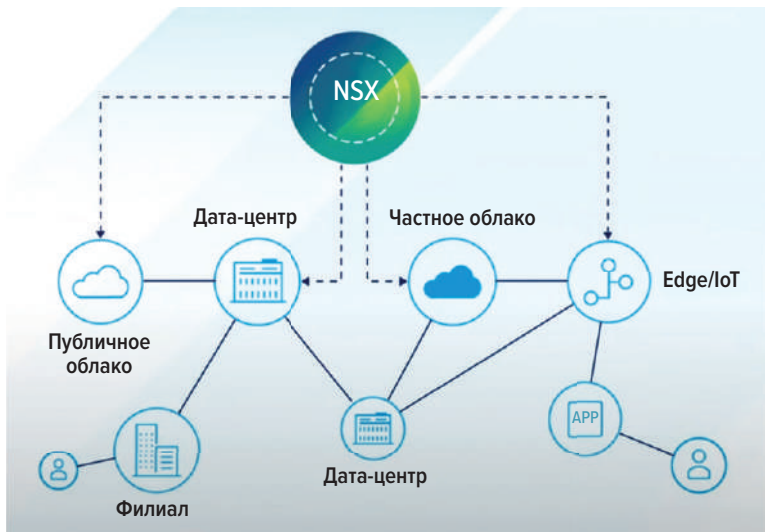 NSX
Дата-центр
Частное облако
Edge/IoT
Публичное
облако
APP
Дата-центр
Филиал